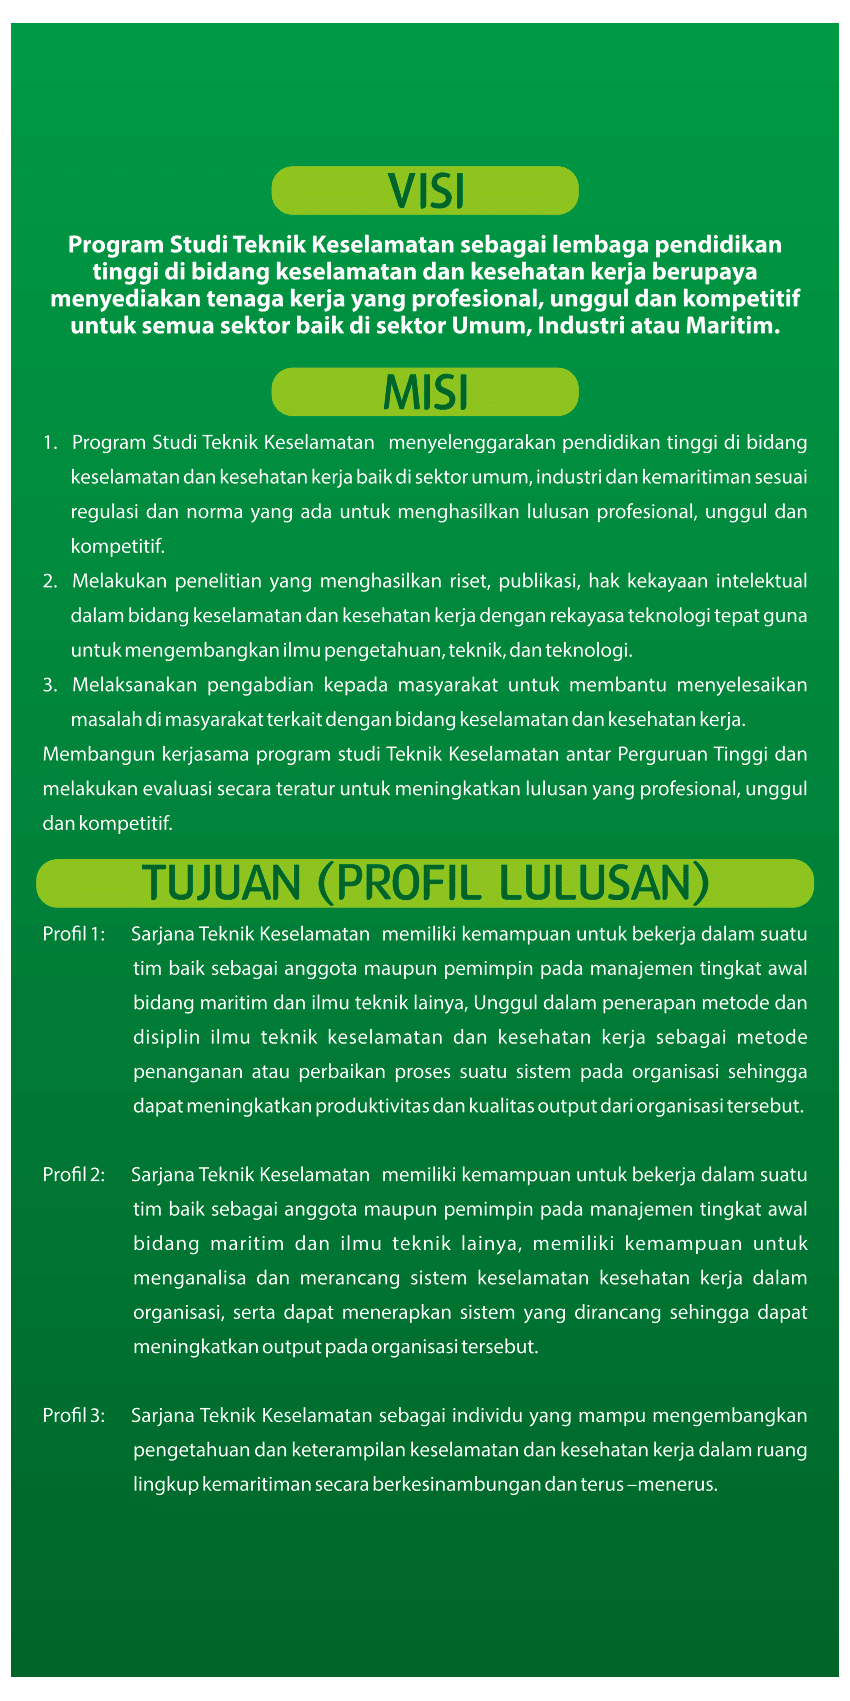 VISI
Program Studi Teknik Keselamatan sebagai lembaga pendidikan
tinggi di bidang keselamatan dan kesehatan kerja berupaya
menyediakan tenaga kerja yang profesional, unggul dan kompetitif
untuk semua sektor baik di sektor Umum, Industri atau Maritim.
MISI
1. Program Studi Teknik Keselamatan menyelenggarakan pendidikan tinggi di bidang
keselamatan dan kesehatan kerja baik di sektor umum, industri dan kemaritiman sesuai
regulasi dan norma yang ada untuk menghasilkan lulusan profesional, unggul dan
kompetitif.
2. Melakukan penelitian yang menghasilkan riset, publikasi, hak kekayaan intelektual
dalam bidang keselamatan dan kesehatan kerja dengan rekayasa teknologi tepat guna
untuk mengembangkan ilmu pengetahuan, teknik, dan teknologi.
3. Melaksanakan pengabdian kepada masyarakat untuk membantu menyelesaikan
masalah di masyarakat terkait dengan bidang keselamatan dan kesehatan kerja.
Membangun kerjasama program studi Teknik Keselamatan antar Perguruan Tinggi dan
melakukan evaluasi secara teratur untuk meningkatkan lulusan yang profesional, unggul
dan kompetitif.
TUJUAN (PROFIL LULUSAN)
Profil 1: Sarjana Teknik Keselamatan memiliki kemampuan untuk bekerja dalam suatu
tim baik sebagai anggota maupun pemimpin pada manajemen tingkat awal
bidang maritim dan ilmu teknik lainya, Unggul dalam penerapan metode dan
disiplin ilmu teknik keselamatan dan kesehatan kerja sebagai metode
penanganan atau perbaikan proses suatu sistem pada organisasi sehingga
dapat meningkatkan produktivitas dan kualitas output dari organisasi tersebut.
Profil 2: Sarjana Teknik Keselamatan memiliki kemampuan untuk bekerja dalam suatu
tim baik sebagai anggota maupun pemimpin pada manajemen tingkat awal
bidang maritim dan ilmu teknik lainya, memiliki kemampuan untuk
menganalisa dan merancang sistem keselamatan kesehatan kerja dalam
organisasi, serta dapat menerapkan sistem yang dirancang sehingga dapat
meningkatkan output pada organisasi tersebut.
Profil 3: Sarjana Teknik Keselamatan sebagai individu yang mampu mengembangkan
pengetahuan dan keterampilan keselamatan dan kesehatan kerja dalam ruang
lingkup kemaritiman secara berkesinambungan dan terus –menerus.